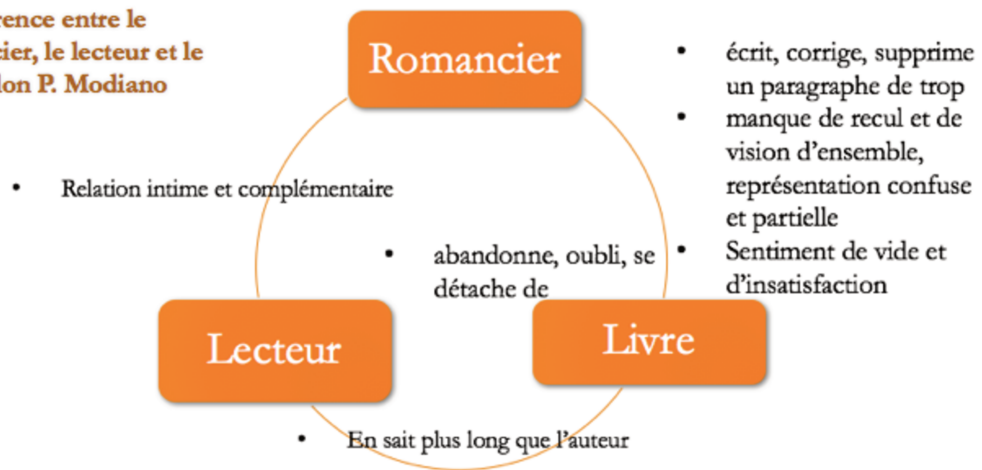 rence entre le
cier, le lecteur et le
lon P. Modiano
Romancier
• écrit, corrige, supprime
un paragraphe de trop
• manque de recul et de
vision d'ensemble,
représentation confuse
et partielle
• Sentiment de vide et
d'insatisfaction
• Relation intime et complémentaire
• abandonne, oubli, se
détache de
Lecteur
Livre
• En sait plus long que l'auteur